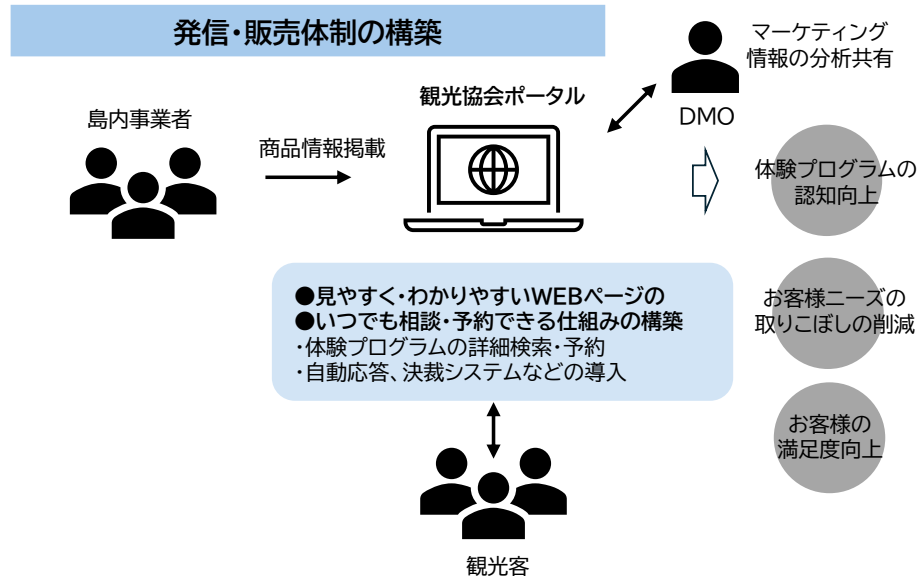 発信・販売体制の構築
マーケティング
情報の分析共有
DMO
観光協会ポータル
島内事業者
商品情報掲載
体験プログラムの
認知向上
●見やすく・わかりやすいWEBページの
●いつでも相談・予約できる仕組みの構築
・体験プログラムの詳細検索・予約
・自動応答、決裁システムなどの導入
お客様ニーズの
取りこぼしの削減
お客様の
満足度向上
観光客